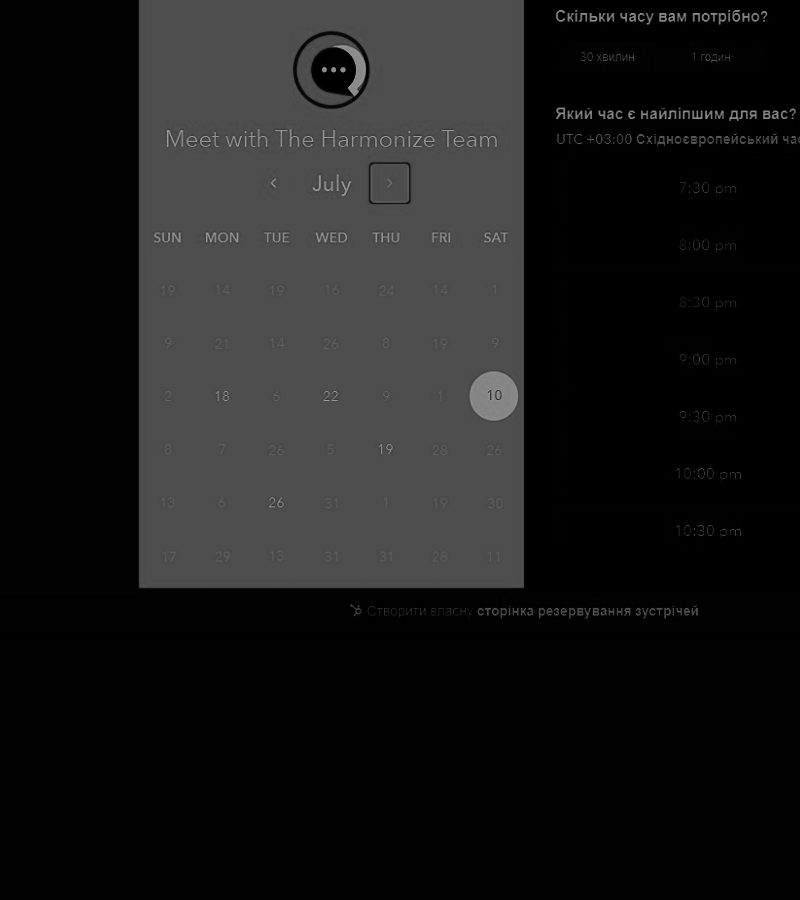 Meet with The Harmonize Team
July
SUN MON TUE WED THU FRI SAT
19 14 19 16 24 14 1
9 21 14 26 8 19 9
2 18 6 22 9 1 10
8 7 26 5 19 28 26
13 6 26 31 1 19 30
17 29 13 31 31 28 11
Скільки часу вам потрібно?
30 хвилин 1 годин
Який час є найліпшим для вас?
UTC +03:00 Східноєвропейський час
7:30 pm
8:00 pm
8:30 pm
9:00 pm
9:30 pm
10:00 pm
10:30 pm
Створити власну сторінка резервування зустрічей